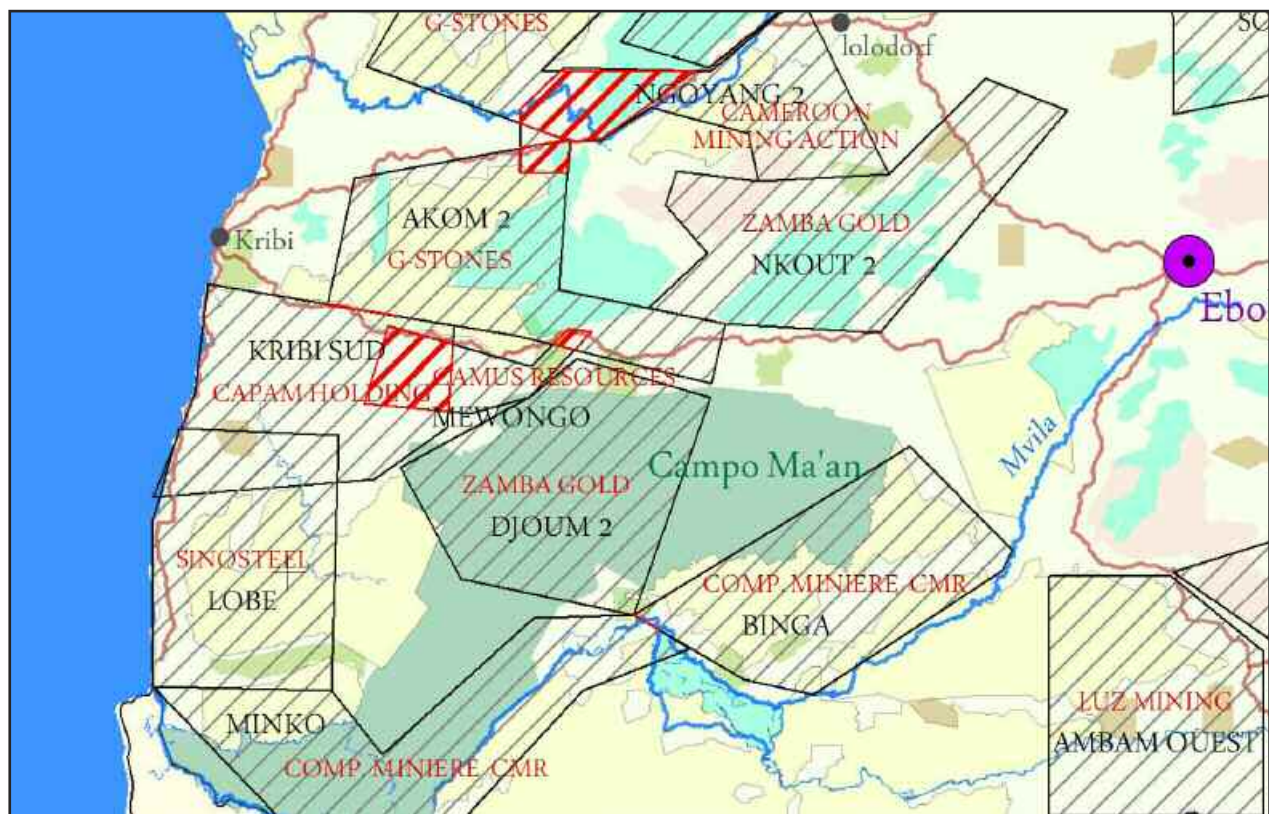 G-STONES
SO
lolodorf
NGOYANG 2
CAMEROON
MINING ACTION
AKOM 2
G-STONES
ZAMBA GOLD
NKOUT 2
Kribi
Ebo
KRIBI SUD
CAPAM HOLDING
CAMUS RESOURCES
MEWONGO
Mvila
Campo Ma'an
ZAMBA GOLD
DJOUM 2
SINOSTEEL
LOBE
COMP. MINIERE CMR
BINGA
MINKO
COMP. MINIERE CMR
LUZ MINING
AMBAM OUEST